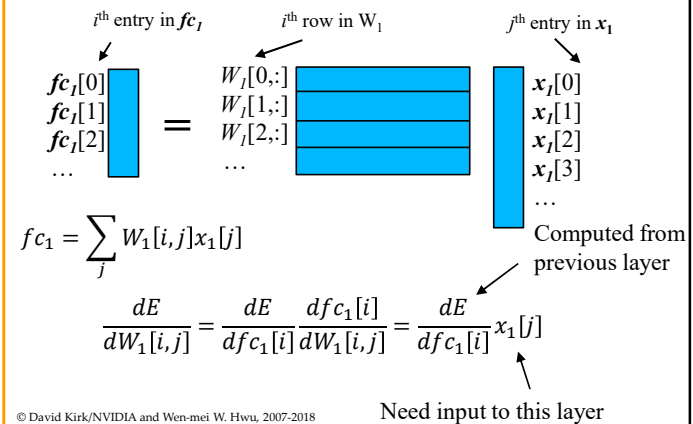 iᵗʰ entry in fc₁
iᵗʰ row in W₁
jᵗʰ entry in x₁
fc₁[0]
fc₁[1]
fc₁[2]
…
=
W₁[0,:]
W₁[1,:]
W₁[2,:]
…
x₁[0]
x₁[1]
x₁[2]
x₁[3]
…
fc₁ = ∑ⱼ W₁[i,j]x₁[j]
Computed from
previous layer
dE/dW₁[i,j] = dE/dfc₁[i] dfc₁[i]/dW₁[i,j] = dE/dfc₁[i] x₁[j]
Need input to this layer
© David Kirk/NVIDIA and Wen-mei W. Hwu, 2007-2018